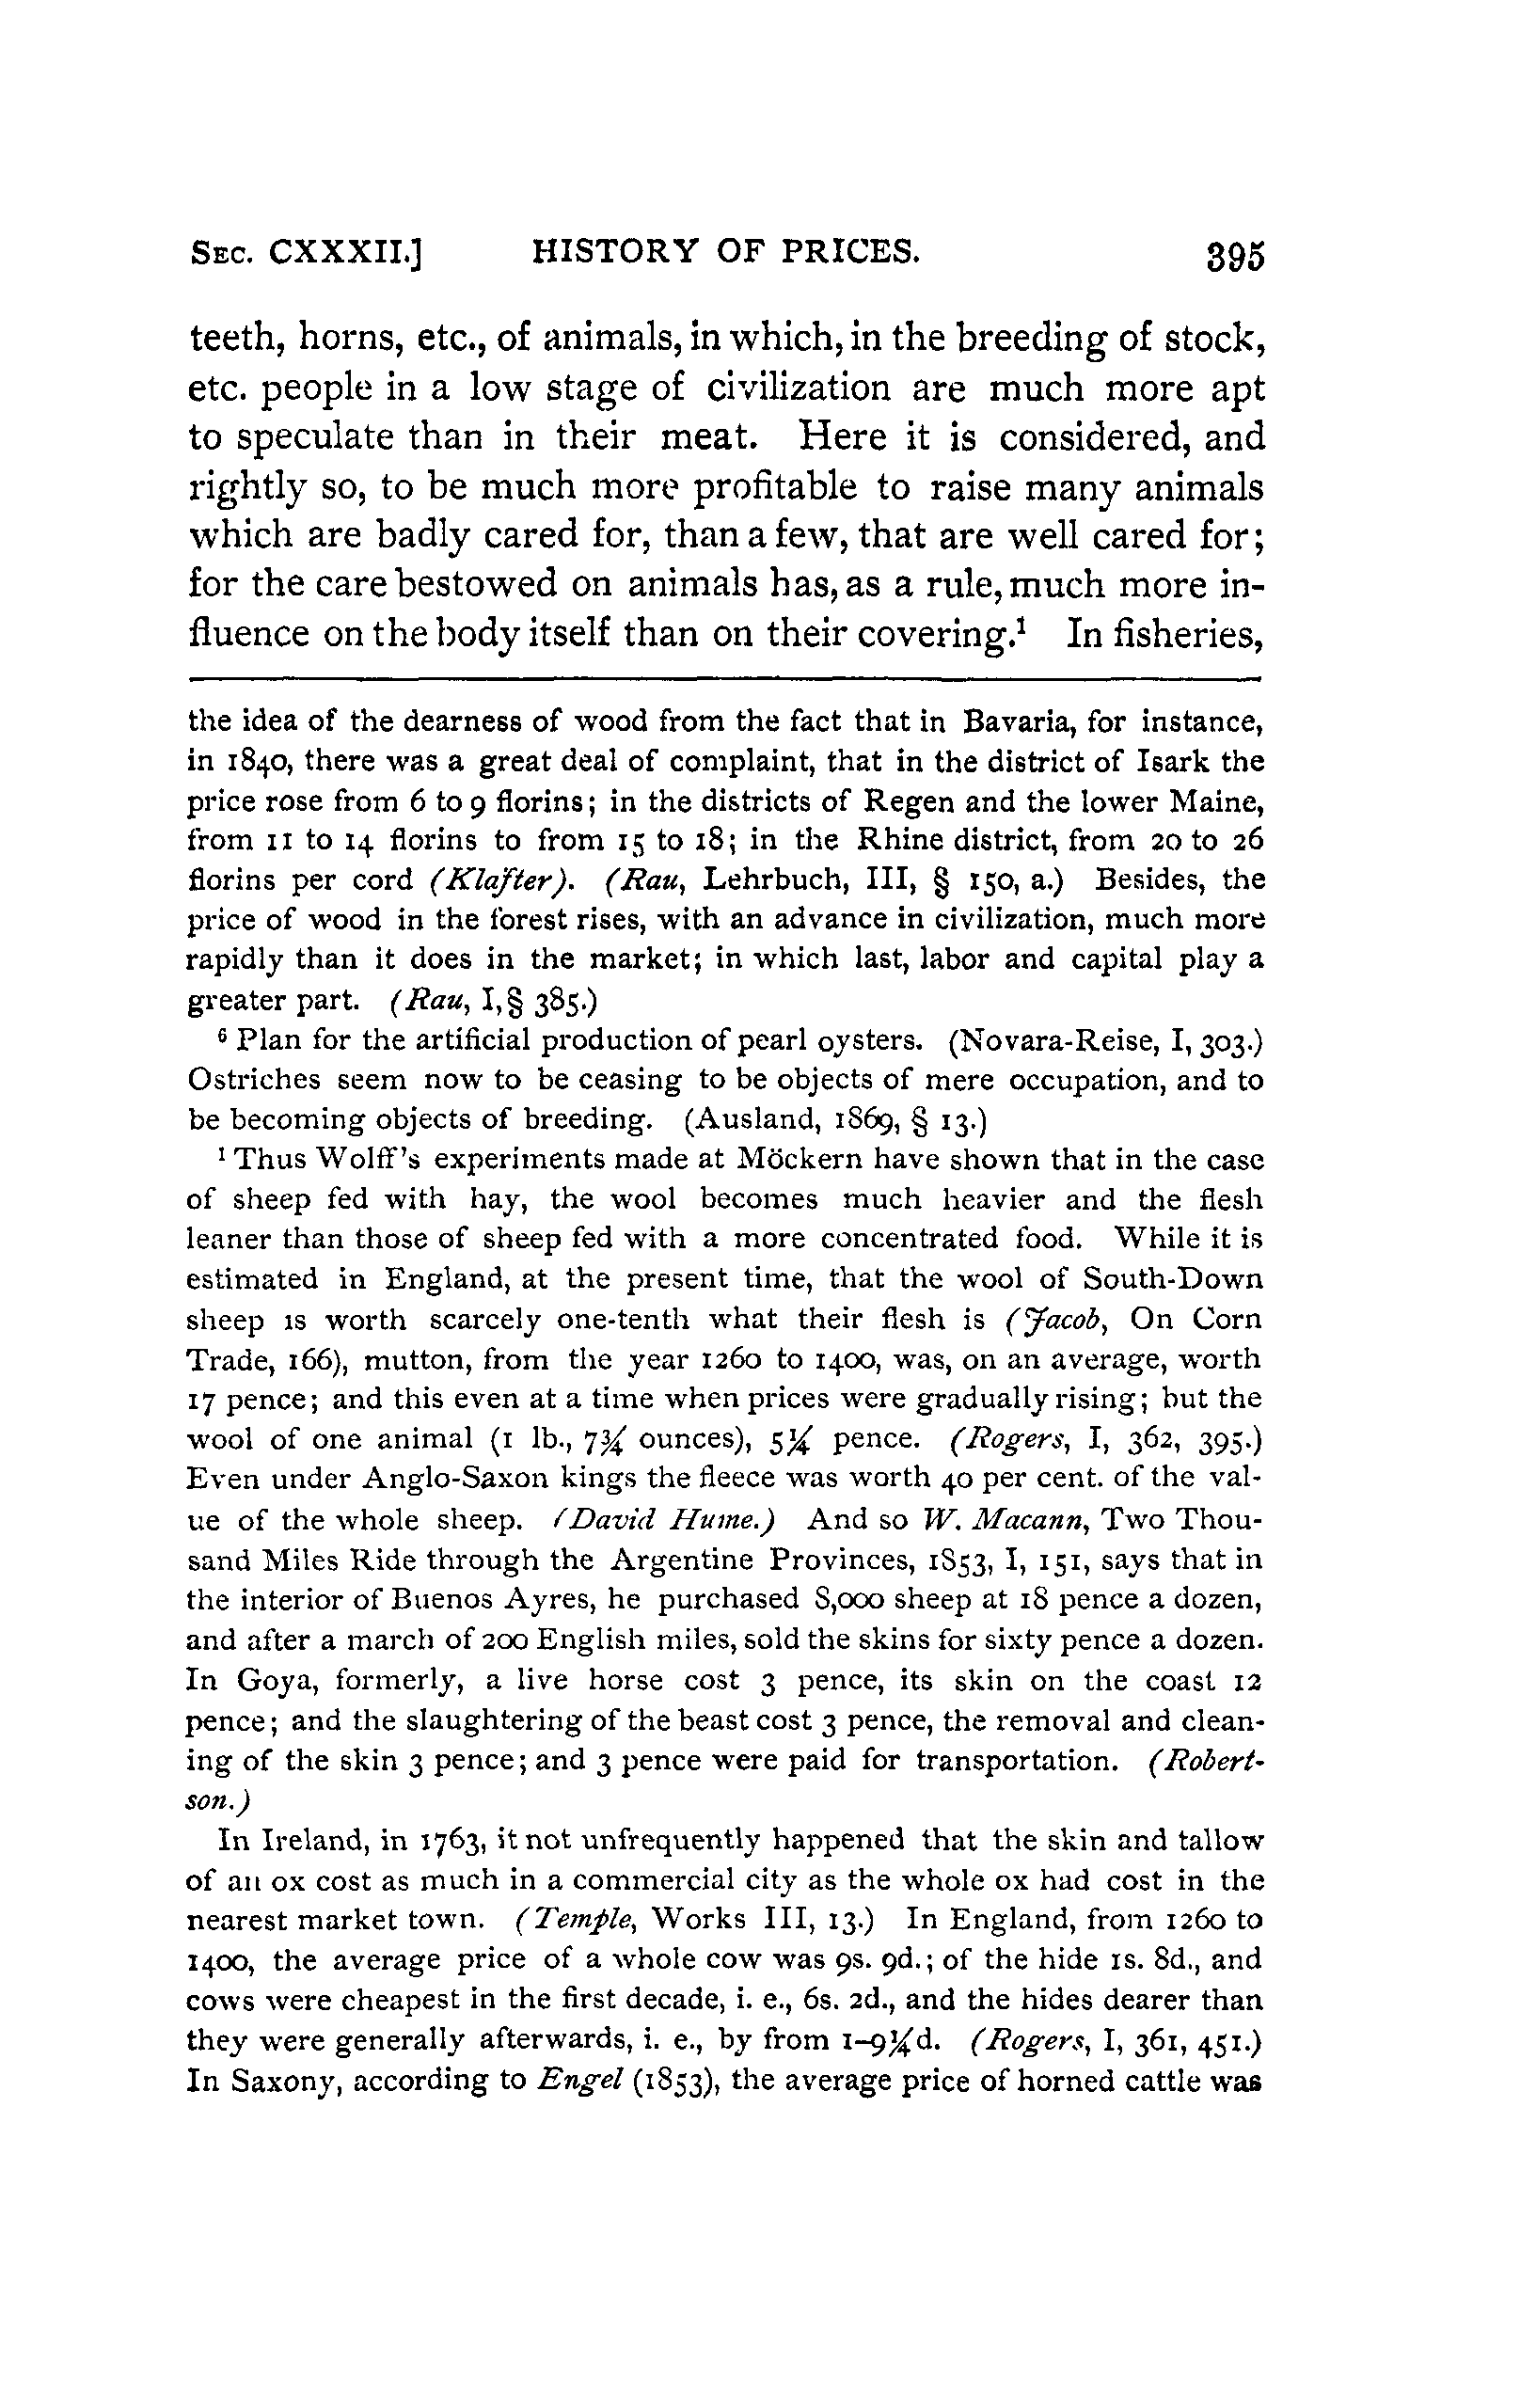 SEC. CXXXII.] HISTORY OF PRICES. 395
teeth, horns, etc., of animals, in which, in the breeding of stock,
etc. people in a low stage of civilization are much more apt
to speculate than in their meat. Here it is considered, and
rightly so, to be much more profitable to raise many animals
which are badly cared for, than a few, that are well cared for;
for the care bestowed on animals has, as a rule, much more in-
fluence on the body itself than on their covering.¹ In fisheries,
the idea of the dearness of wood from the fact that in Bavaria, for instance,
in 1840, there was a great deal of complaint, that in the district of Isark the
price rose from 6 to 9 florins; in the districts of Regen and the lower Maine,
from 11 to 14 florins to from 15 to 18; in the Rhine district, from 20 to 26
florins per cord (Klafter). (Rau, Lehrbuch, III, § 150, a.) Besides, the
price of wood in the forest rises, with an advance in civilization, much more
rapidly than it does in the market; in which last, labor and capital play a
greater part. (Rau, I, § 385.)
⁶ Plan for the artificial production of pearl oysters. (Novara-Reise, I, 303.)
Ostriches seem now to be ceasing to be objects of mere occupation, and to
be becoming objects of breeding. (Ausland, 1869, § 13.)
¹ Thus Wolff's experiments made at Möckern have shown that in the case
of sheep fed with hay, the wool becomes much heavier and the flesh
leaner than those of sheep fed with a more concentrated food. While it is
estimated in England, at the present time, that the wool of South-Down
sheep is worth scarcely one-tenth what their flesh is (Jacob, On Corn
Trade, 166), mutton, from the year 1260 to 1400, was, on an average, worth
17 pence; and this even at a time when prices were gradually rising; but the
wool of one animal (1 lb., 7¾ ounces), 5¼ pence. (Rogers, I, 362, 395.)
Even under Anglo-Saxon kings the fleece was worth 40 per cent. of the val-
ue of the whole sheep. (David Hume.) And so W. Macann, Two Thou-
sand Miles Ride through the Argentine Provinces, 1853, I, 151, says that in
the interior of Buenos Ayres, he purchased 8,000 sheep at 18 pence a dozen,
and after a march of 200 English miles, sold the skins for sixty pence a dozen.
In Goya, formerly, a live horse cost 3 pence, its skin on the coast 12
pence; and the slaughtering of the beast cost 3 pence, the removal and clean-
ing of the skin 3 pence; and 3 pence were paid for transportation. (Robert-
son.)
In Ireland, in 1763, it not unfrequently happened that the skin and tallow
of an ox cost as much in a commercial city as the whole ox had cost in the
nearest market town. (Temple, Works III, 13.) In England, from 1260 to
1400, the average price of a whole cow was 9s. 9d.; of the hide 1s. 8d., and
cows were cheapest in the first decade, i. e., 6s. 2d., and the hides dearer than
they were generally afterwards, i. e., by from 1-9¼d. (Rogers, I, 361, 451.)
In Saxony, according to Engel (1853), the average price of horned cattle was